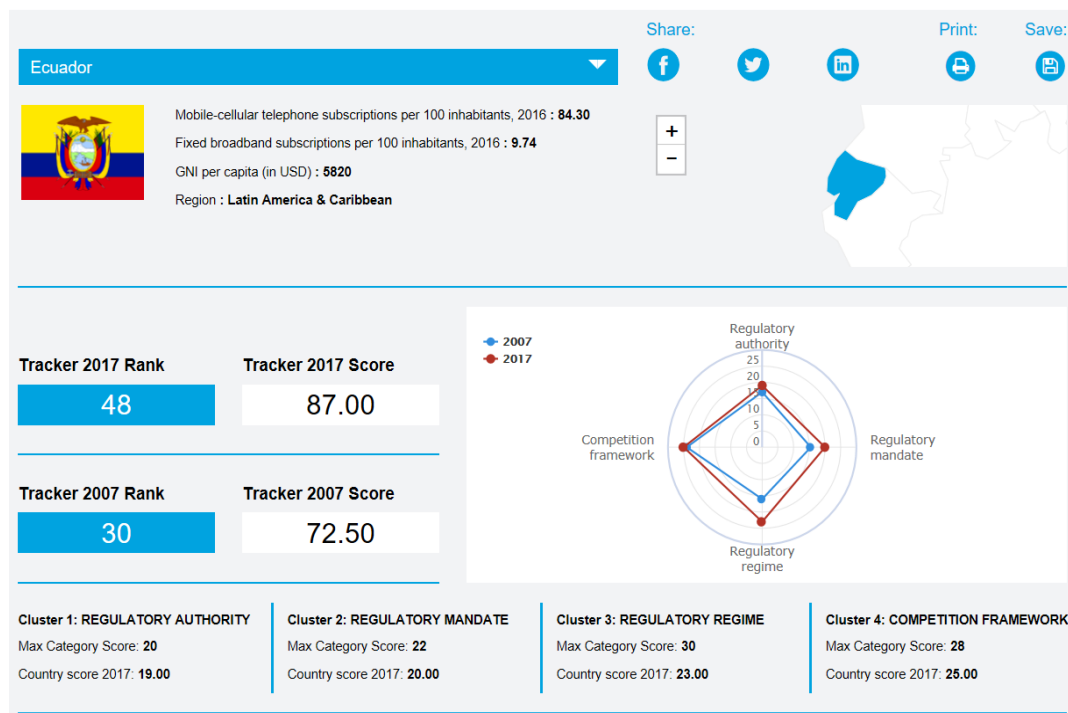 Share:
Print:
Save:
Ecuador
Mobile-cellular telephone subscriptions per 100 inhabitants, 2016 : 84.30
Fixed broadband subscriptions per 100 inhabitants, 2016 : 9.74
GNI per capita (in USD) : 5820
Region : Latin America & Caribbean
+
−
Tracker 2017 Rank
Tracker 2017 Score
48
87.00
Tracker 2007 Rank
Tracker 2007 Score
30
72.50
2007
2017
Regulatory
authority
25
20
15
10
5
0
Competition
framework
Regulatory
mandate
Regulatory
regime
Cluster 1: REGULATORY AUTHORITY
Max Category Score: 20
Country score 2017: 19.00
Cluster 2: REGULATORY MANDATE
Max Category Score: 22
Country score 2017: 20.00
Cluster 3: REGULATORY REGIME
Max Category Score: 30
Country score 2017: 23.00
Cluster 4: COMPETITION FRAMEWORK
Max Category Score: 28
Country score 2017: 25.00